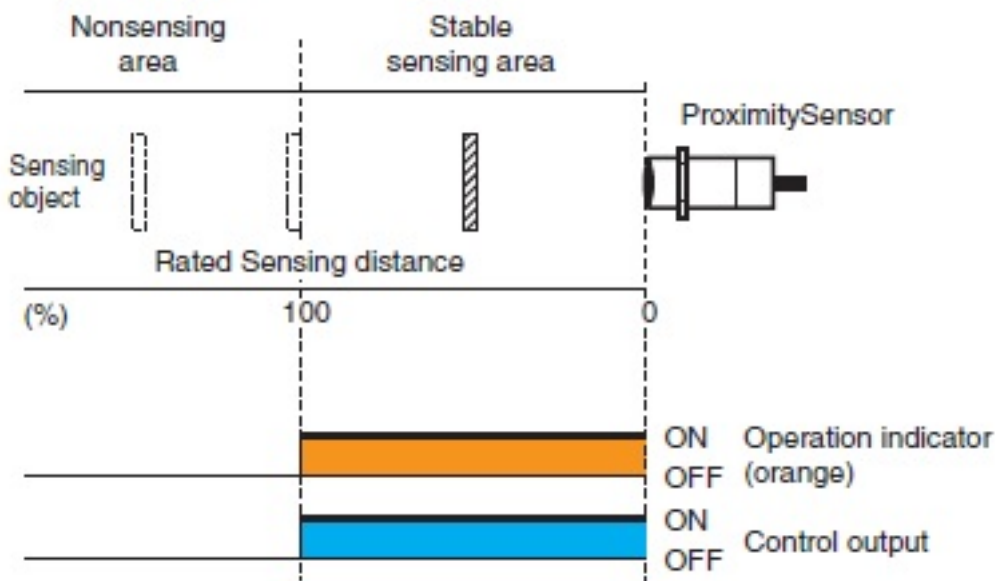 Nonsensing
area
Stable
sensing area
ProximitySensor
Sensing
object
Rated Sensing distance
(%)
100
0
ON
OFF
Operation indicator
(orange)
ON
OFF
Control output